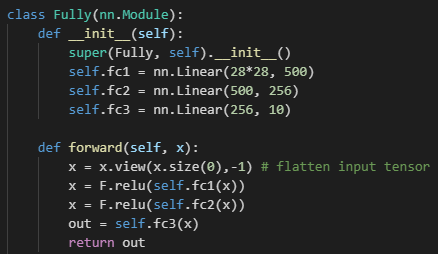 class Fully(nn.Module):
    def __init__(self):
        super(Fully, self).__init__()
        self.fc1 = nn.Linear(28*28, 500)
        self.fc2 = nn.Linear(500, 256)
        self.fc3 = nn.Linear(256, 10)

    def forward(self, x):
        x = x.view(x.size(0),-1) # flatten input tensor
        x = F.relu(self.fc1(x))
        x = F.relu(self.fc2(x))
        out = self.fc3(x)
        return out